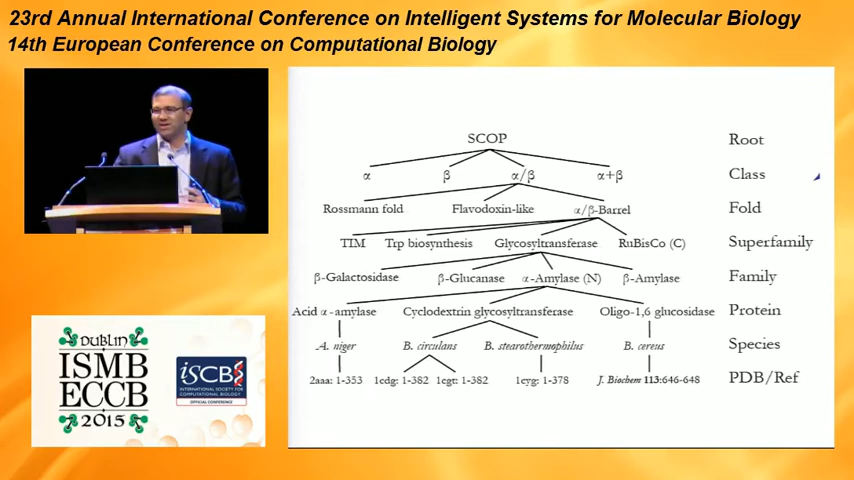 23rd Annual International Conference on Intelligent Systems for Molecular Biology
14th European Conference on Computational Biology
SCOP Root
α β α/β α+β Class
Rossmann fold Flavodoxin-like α/β-Barrel Fold
TIM Trp biosynthesis Glycosyltransferase RuBisCo (C) Superfamily
β-Galactosidase β-Glucanase α-Amylase (N) β-Amylase Family
Acid α-amylase Cyclodextrin glycosyltransferase Oligo-1,6 glucosidase Protein
A. niger B. circulans B. stearothermophilus B. cereus Species
2aaa: 1-353 1cdg: 1-382 1cgt: 1-382 1cyg: 1-378 J. Biochem 113:646-648 PDB/Ref
DUBLIN
ISMB
ECCB
2015
ISCB
INTERNATIONAL SOCIETY FOR
COMPUTATIONAL BIOLOGY
OFFICIAL CONFERENCE